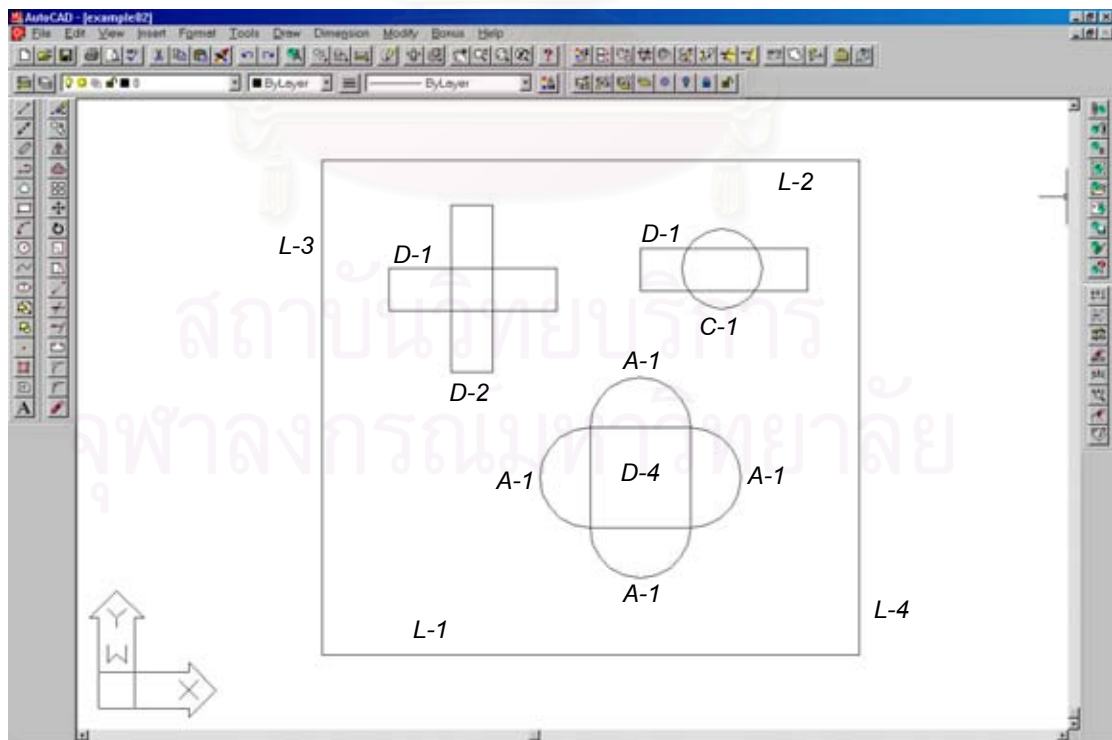 AutoCAD - [example02]
File Edit View Insert Format Tools Draw Dimension Modify Bonus Help
0 ByLayer ByLayer
L-2
L-3
D-1
D-1
C-1
A-1
D-2
A-1
D-4
A-1
A-1
L-1
L-4
Y
W
X
A
สถาบันวิทยบริการ
จุฬาลงกรณ์มหาวิทยาลัย